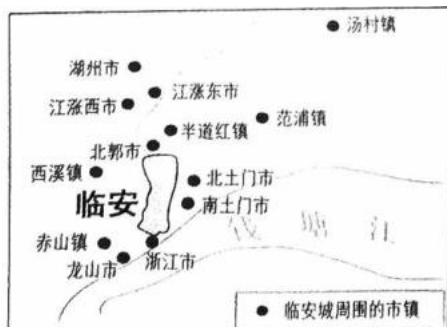 汤村镇
湖州市
江涨东市
江涨西市
范浦镇
半道红镇
北郭市
西溪镇
北土门市
临安
南土门市
钱塘江
赤山镇
浙江市
龙山市
临安城周围的市镇